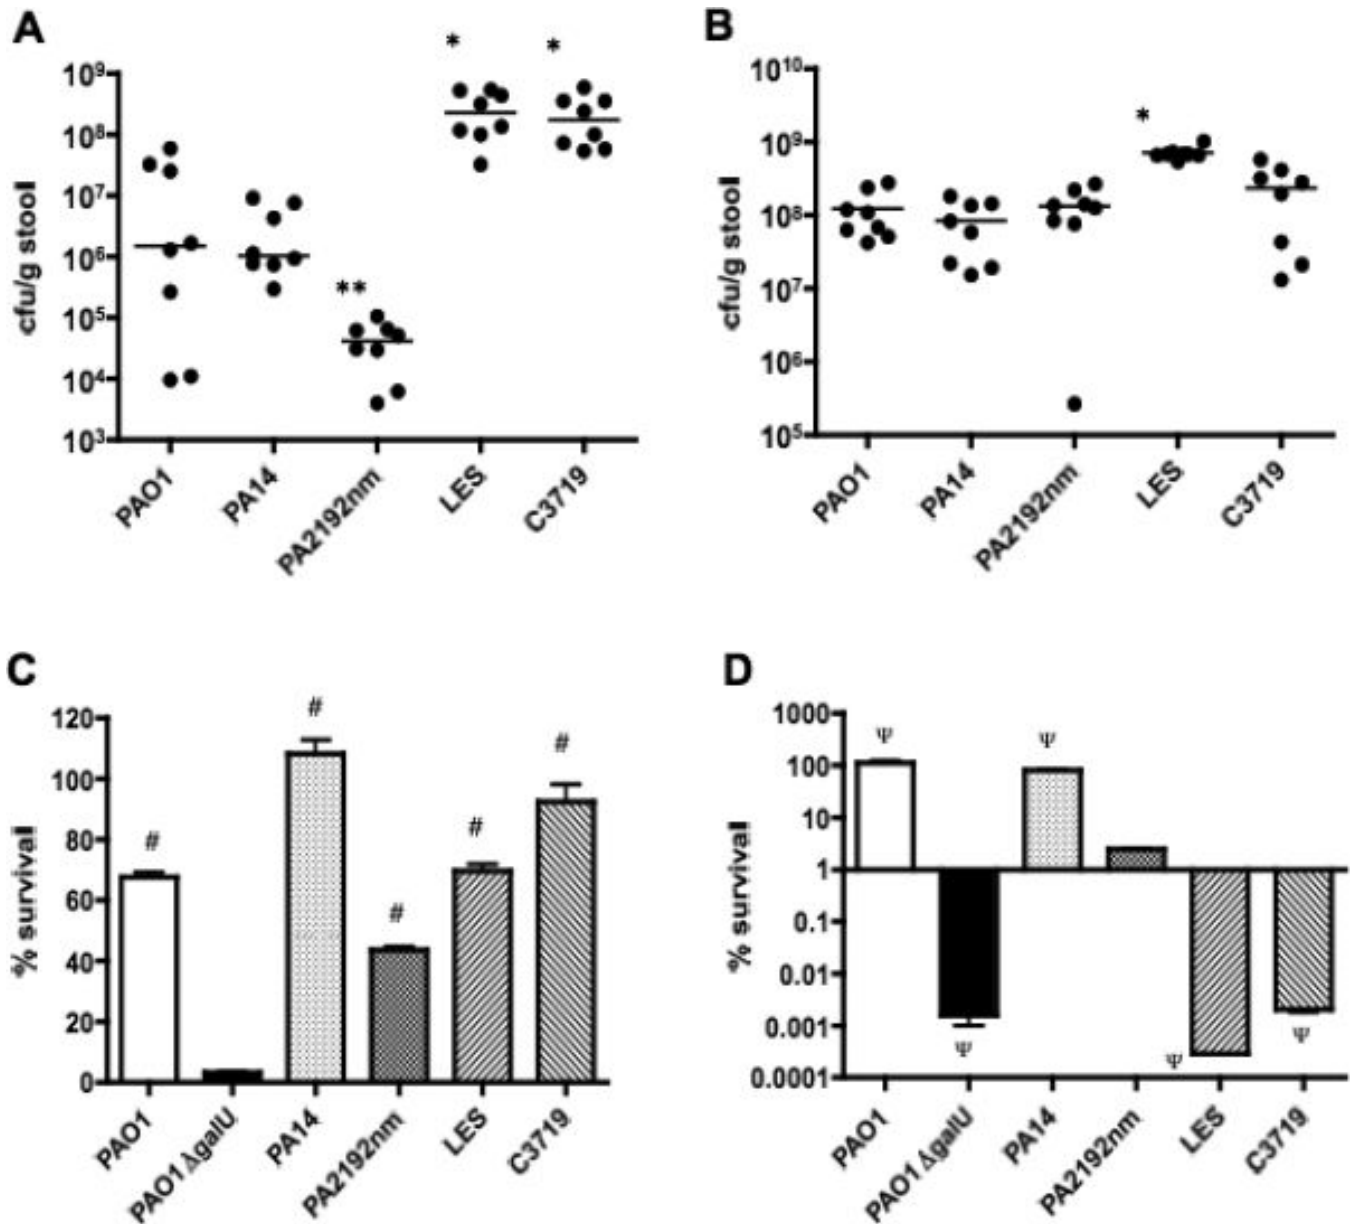 A
cfu/g stool
10⁹
10⁸
10⁷
10⁶
10⁵
10⁴
10³
*
*
**
PAO1
PA14
PA2192nm
LES
C3719
B
cfu/g stool
10¹⁰
10⁹
10⁸
10⁷
10⁶
10⁵
*
PAO1
PA14
PA2192nm
LES
C3719
C
% survival
120
100
80
60
40
20
0
#
#
#
#
#
PAO1
PAO1 ΔgalU
PA14
PA2192nm
LES
C3719
D
% survival
1000
100
10
1
0.1
0.01
0.001
0.0001
Ψ
Ψ
Ψ
Ψ
Ψ
PAO1
PAO1 ΔgalU
PA14
PA2192nm
LES
C3719